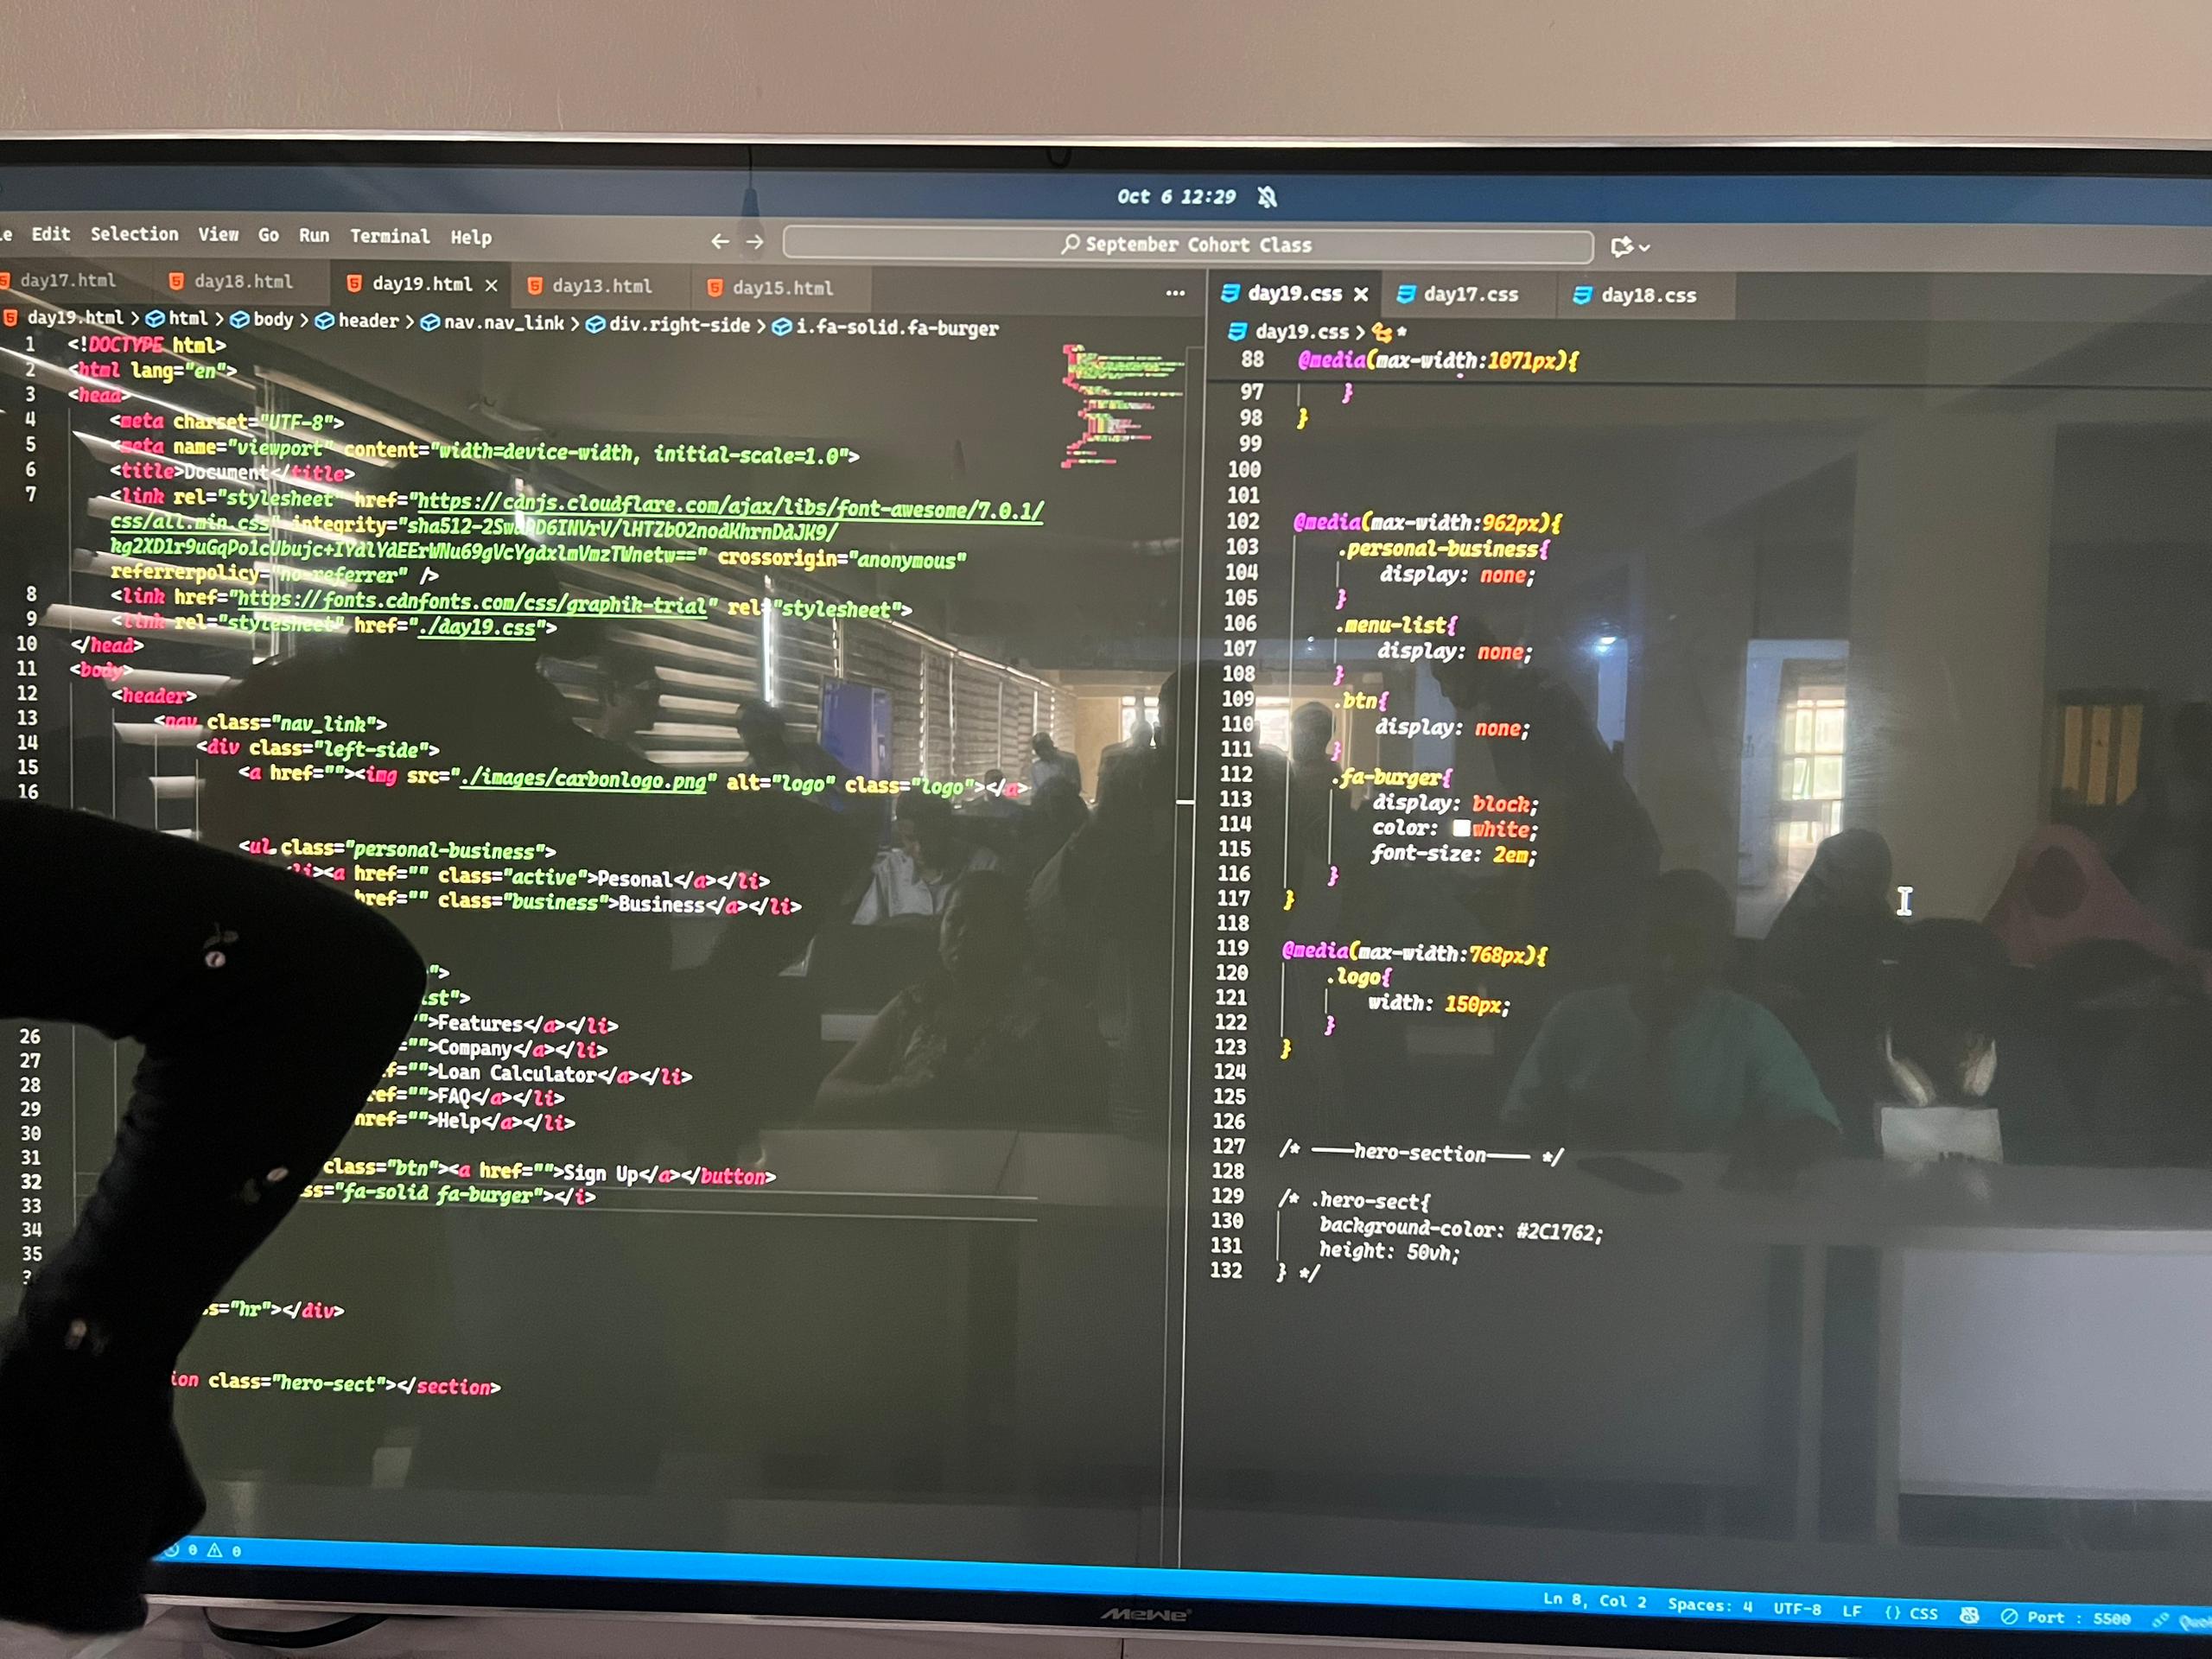 Oct 6 12:29
Edit Selection View Go Run Terminal Help
September Cohort Class
day17.html day18.html day19.html day13.html day15.html
day19.html > html > body > header > nav.nav_link > div.right-side > i.fa-solid.fa-burger
1 <!DOCTYPE html>
2 <html lang="en">
3 <head>
4 <meta charset="UTF-8">
5 <meta name="viewport" content="width=device-width, initial-scale=1.0">
6 <title>Document</title>
7 <link rel="stylesheet" href="https://cdnjs.cloudflare.com/ajax/libs/font-awesome/7.0.1/
css/all.min.css" integrity=
crossorigin="anonymous"
referrerpolicy="no-referrer" />
8 <link href="https://fonts.cdnfonts.com/css/graphik-trial" rel="stylesheet">
9 <link rel="stylesheet" href="./day19.css">
10 </head>
11 <body>
12 <header>
13 <nav class="nav_link">
14 <div class="left-side">
15 <a href=""><img src="./images/carbonlogo.png" alt="logo" class="logo"></a>
16
<ul class="personal-business">
<a href="" class="active">Pesonal</a></li>
href="" class="business">Business</a></li>
">
st">
"">Features</a></li>
26 ="">Company</a></li>
27 f="">Loan Calculator</a></li>
28 ref="">FAQ</a></li>
29 href="">Help</a></li>
30
31 class="btn"><a href="">Sign Up</a></button>
32 ss="fa-solid fa-burger"></i>
33
34
35
s="hr"></div>
ion class="hero-sect"></section>
0 0
day19.css day17.css day18.css
day19.css > *
88 @media(max-width:1071px){
97 }
98 }
99
100
101
102 @media(max-width:962px){
103 .personal-business{
104 display: none;
105 }
106 .menu-list{
107 display: none;
108 }
109 .btn{
110 display: none;
111 }
112 .fa-burger{
113 display: block;
114 color: white;
115 font-size: 2em;
116 }
117 }
118
119 @media(max-width:768px){
120 .logo{
121 width: 150px;
122 }
123 }
124
125
126
127 /* ----hero-section---- */
128
129 /* .hero-sect{
130 background-color: #2C1762;
131 height: 50vh;
132 } */
Ln 8, Col 2 Spaces: 4 UTF-8 LF {} CSS Port : 5500
MeWe